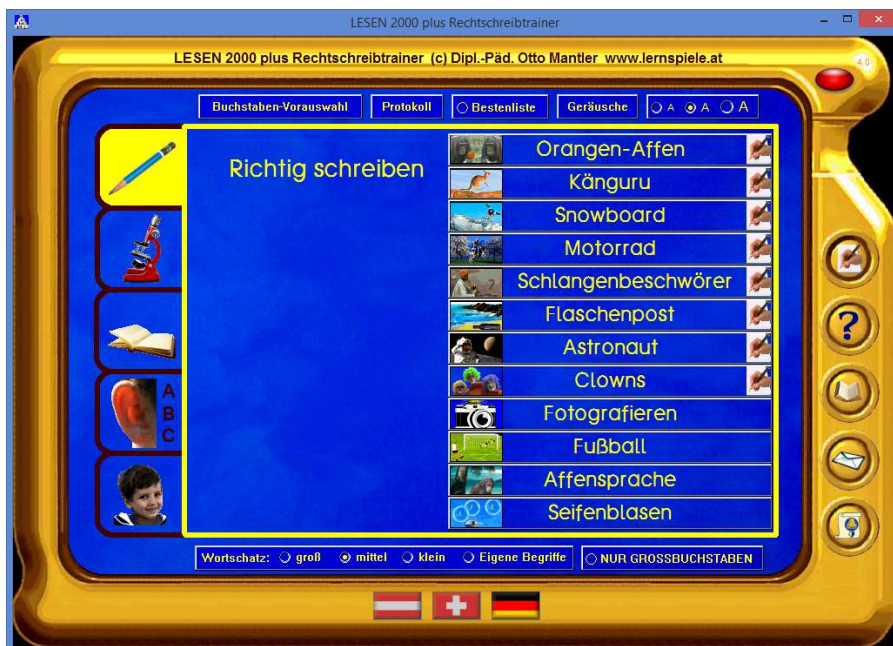 LESEN 2000 plus Rechtschreibtrainer
LESEN 2000 plus Rechtschreibtrainer (c) Dipl.-Päd. Otto Mantler www.lernspiele.at
4.0
Buchstaben-Vorauswahl Protokoll Bestenliste Geräusche A A A
Richtig schreiben
Orangen-Affen
Känguru
Snowboard
Motorrad
Schlangenbeschwörer
Flaschenpost
Astronaut
Clowns
Fotografieren
Fußball
Affensprache
Seifenblasen
A
B
C
?
Wortschatz: groß mittel klein Eigene Begriffe NUR GROSSBUCHSTABEN